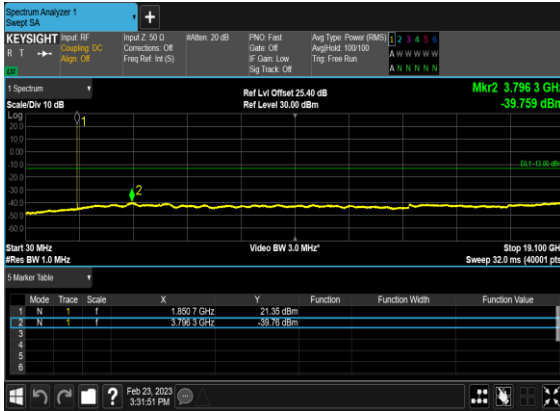 Spectrum Analyzer 1
Swept SA
+
KEYSIGHT Input: RF Input Z: 50 Ω #Atten: 20 dB PNO: Fast Avg Type: Power (RMS) 1 2 3 4 5 6
R T Coupling: DC Corrections: Off Gate: Off Avg|Hold: 100/100 A W W W W W
Align: Off Freq Ref: Int (S) IF Gain: Low Trig: Free Run
LW Sig Track: Off A N N N N N
1 Spectrum Ref Lvl Offset 25.40 dB Mkr2 3.796 3 GHz
Scale/Div 10 dB Ref Level 30.00 dBm -39.759 dBm
Log
20.0
10.0
0.00
-10.0
-20.0
-30.0
-40.0
-50.0
-60.0
1
2
DL1 -13.00 dBm
Start 30 MHz Video BW 3.0 MHz* Stop 19.100 GHz
#Res BW 1.0 MHz Sweep 32.0 ms (40001 pts)
5 Marker Table
Mode Trace Scale X Y Function Function Width Function Value
1 N 1 f 1.850 7 GHz 21.35 dBm
2 N 1 f 3.796 3 GHz -39.76 dBm
3
4
5
6
? Feb 23, 2023
3:31:51 PM